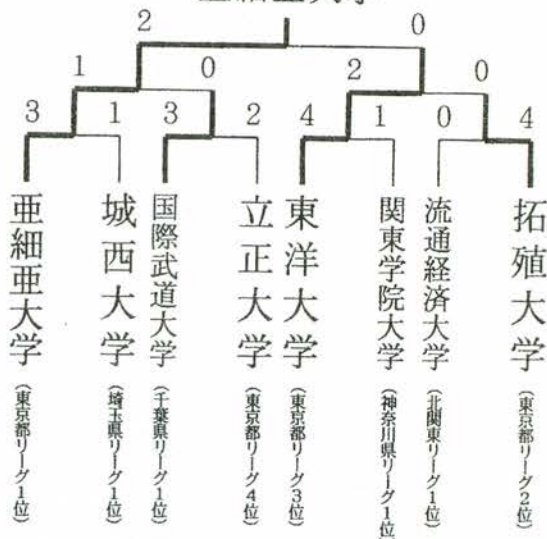 2 0
1 0 2 0
3 1 3 2 4 1 0 4
亜細亜大学(東京都リーグ1位)
城西大学(埼玉県リーグ1位)
国際武道大学(千葉県リーグ1位)
立正大学(東京都リーグ4位)
東洋大学(東京都リーグ3位)
関東学院大学(神奈川県リーグ1位)
流通経済大学(北関東リーグ1位)
拓殖大学(東京都リーグ2位)